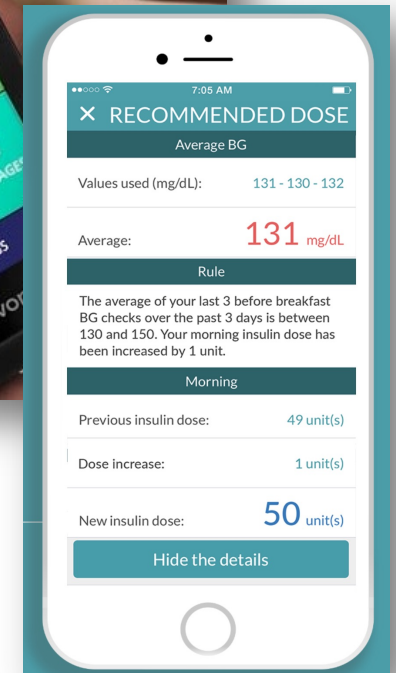 7:05 AM
× RECOMMENDED DOSE
Average BG
Values used (mg/dL): 131 - 130 - 132
Average: 131 mg/dL
Rule
The average of your last 3 before breakfast
BG checks over the past 3 days is between
130 and 150. Your morning insulin dose has
been increased by 1 unit.
Morning
Previous insulin dose: 49 unit(s)
Dose increase: 1 unit(s)
New insulin dose: 50 unit(s)
Hide the details